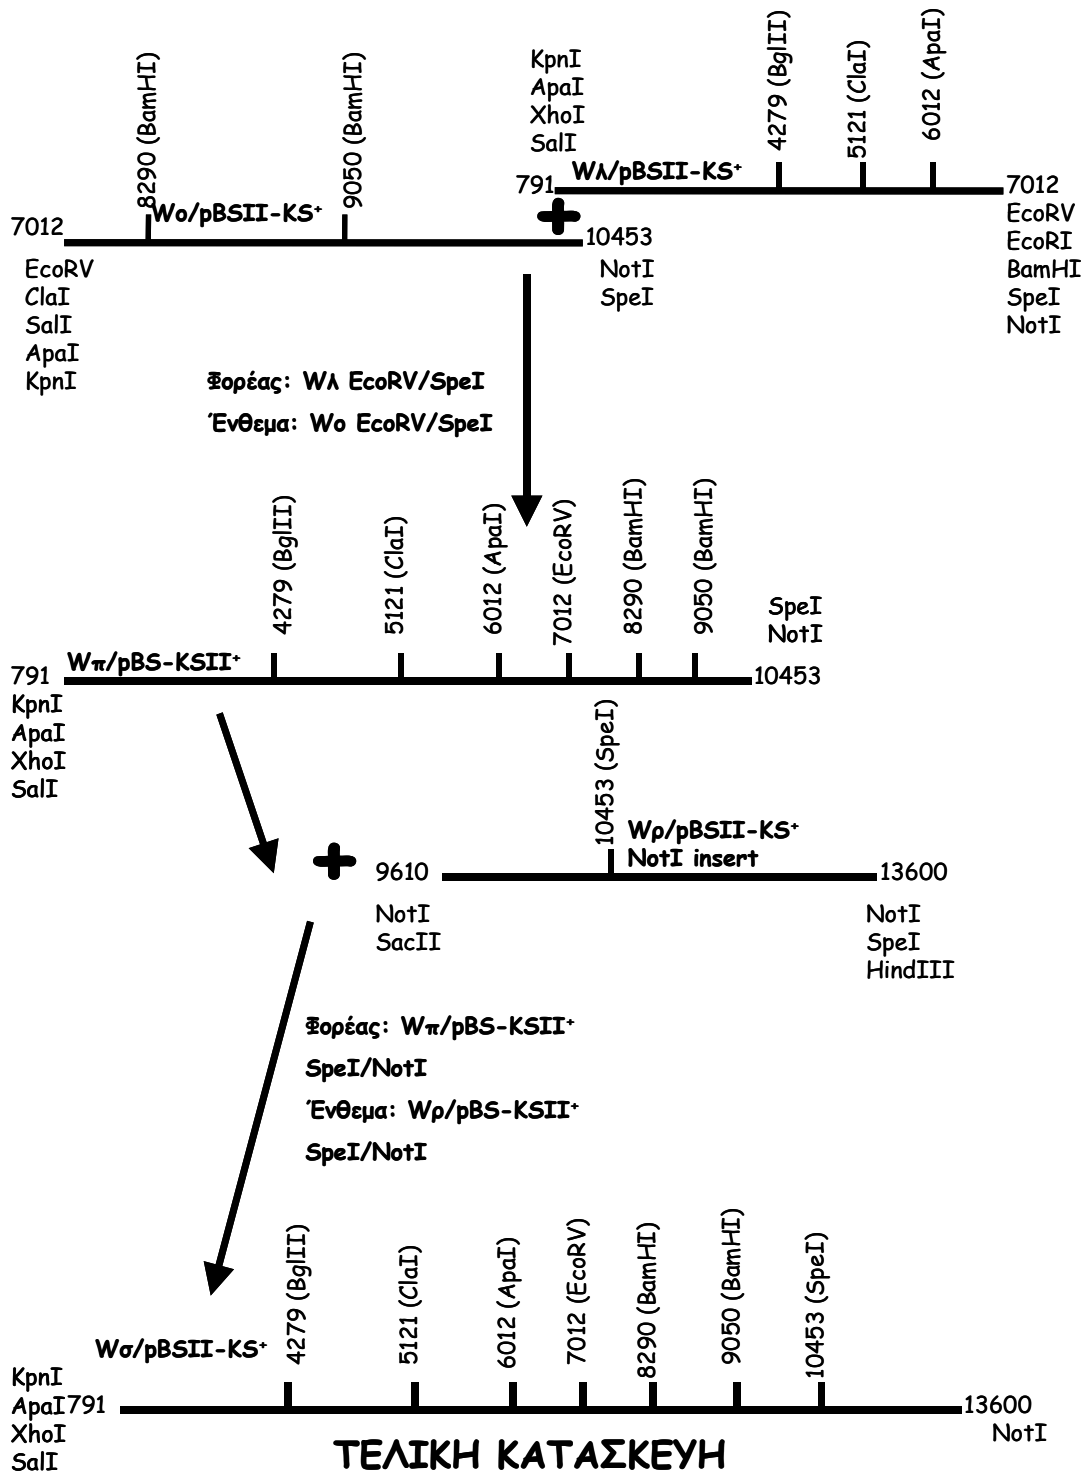 8290 (BamHI)
9050 (BamHI)
Wo/pBSII-KS⁺
7012
10453
EcoRV
ClaI
SalI
ApaI
KpnI
NotI
SpeI
KpnI
ApaI
XhoI
SalI
4279 (BglII)
5121 (ClaI)
6012 (ApaI)
Wλ/pBSII-KS⁺
791
7012
EcoRV
EcoRI
BamHI
SpeI
NotI
+
Φορέας: Wλ EcoRV/SpeI
Ένθεμα: Wo EcoRV/SpeI
4279 (BglII)
5121 (ClaI)
6012 (ApaI)
7012 (EcoRV)
8290 (BamHI)
9050 (BamHI)
SpeI
NotI
Wπ/pBS-KSII⁺
791
10453
KpnI
ApaI
XhoI
SalI
10453 (SpeI)
Wρ/pBSII-KS⁺
NotI insert
+
9610
13600
NotI
SacII
NotI
SpeI
HindIII
Φορέας: Wπ/pBS-KSII⁺
SpeI/NotI
Ένθεμα: Wρ/pBS-KSII⁺
SpeI/NotI
4279 (BglII)
5121 (ClaI)
6012 (ApaI)
7012 (EcoRV)
8290 (BamHI)
9050 (BamHI)
10453 (SpeI)
Wσ/pBSII-KS⁺
KpnI
ApaI 791
XhoI
SalI
13600
NotI
ΤΕΛΙΚΗ ΚΑΤΑΣΚΕΥΗ